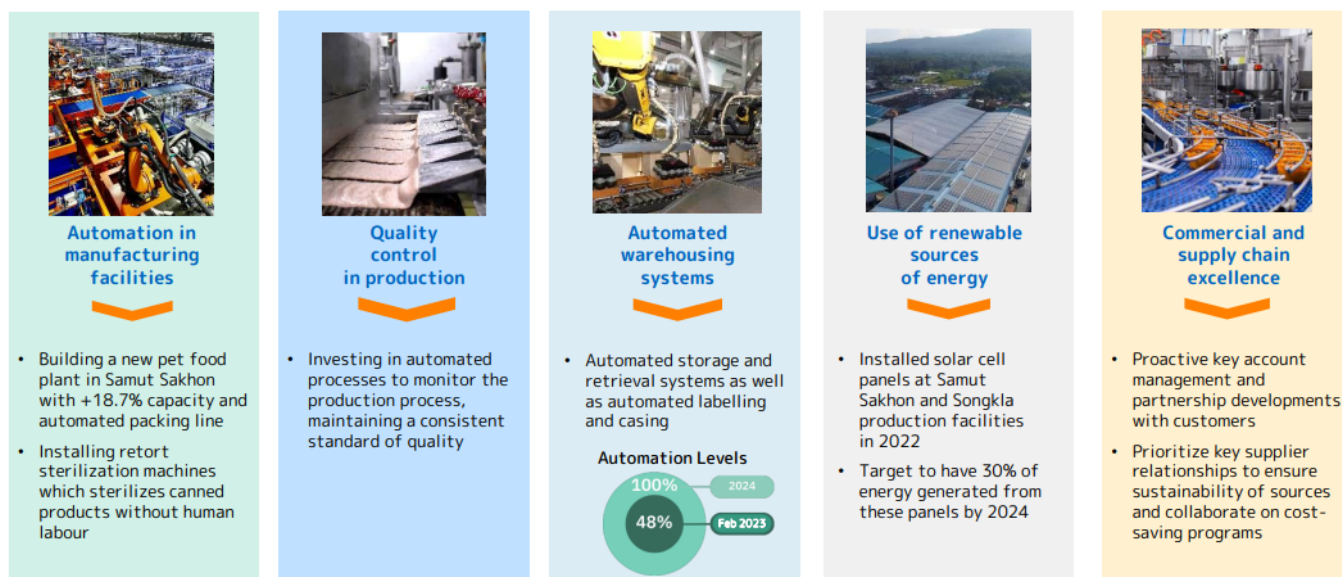 Automation in
manufacturing
facilities
• Building a new pet food
plant in Samut Sakhon
with +18.7% capacity and
automated packing line
• Installing retort
sterilization machines
which sterilizes canned
products without human
labour
Quality
control
in production
• Investing in automated
processes to monitor the
production process,
maintaining a consistent
standard of quality
Automated
warehousing
systems
• Automated storage and
retrieval systems as well
as automated labelling
and casing
Automation Levels
100%
2024
48%
Feb 2023
Use of renewable
sources
of energy
• Installed solar cell
panels at Samut
Sakhon and Songkla
production facilities
in 2022
• Target to have 30% of
energy generated from
these panels by 2024
Commercial and
supply chain
excellence
• Proactive key account
management and
partnership developments
with customers
• Prioritize key supplier
relationships to ensure
sustainability of sources
and collaborate on cost-
saving programs